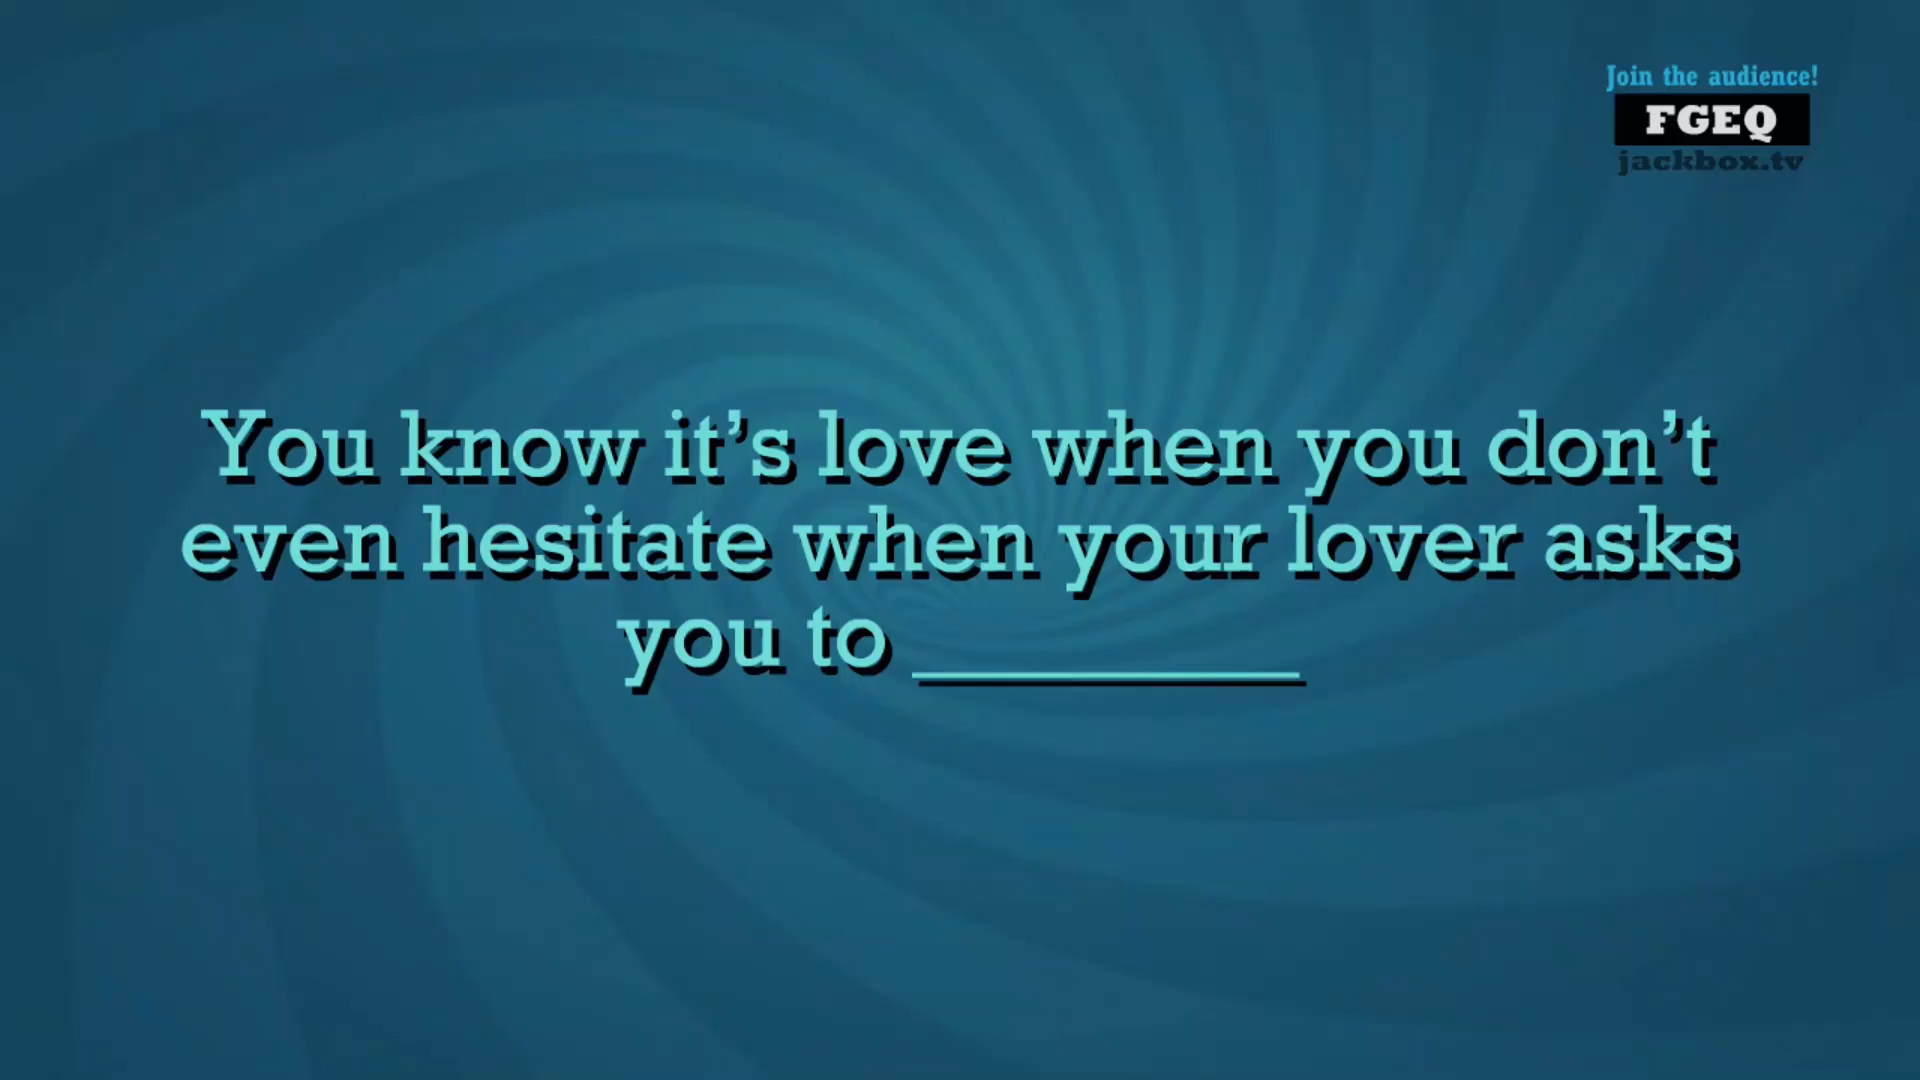 Join the audience!
FGEQ
jackbox.tv
You know it’s love when you don’t
even hesitate when your lover asks
you to __________